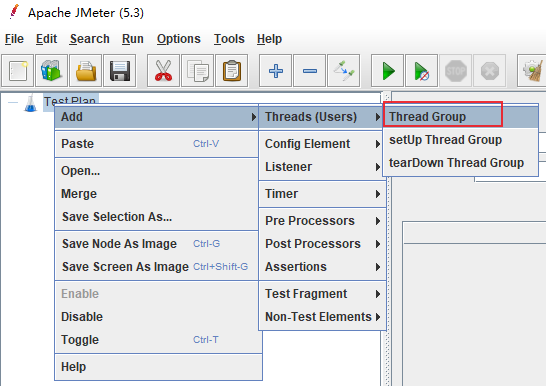 Apache JMeter (5.3)
File Edit Search Run Options Tools Help
Test Plan
Add Threads (Users) Thread Group
setUp Thread Group
Paste Ctrl-V Config Element
tearDown Thread Group
Open... Listener
Merge Timer
Save Selection As... Pre Processors
Save Node As Image Ctrl-G Post Processors
Save Screen As Image Ctrl+Shift-G Assertions
Enable Test Fragment
Disable Non-Test Elements
Toggle Ctrl-T
Help